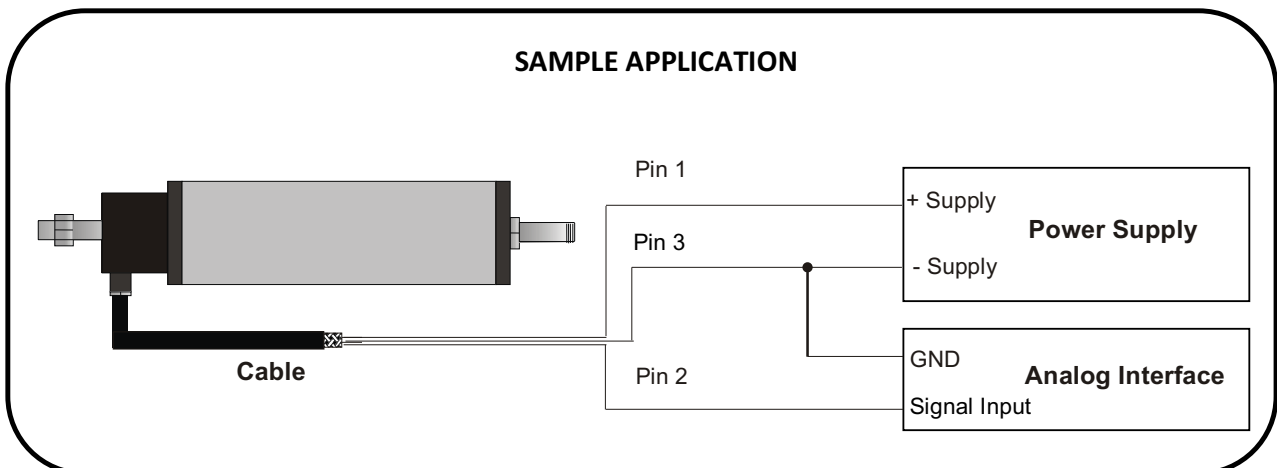 SAMPLE APPLICATION
Pin 1
+ Supply
Power Supply
Pin 3
- Supply
Cable
GND
Analog Interface
Pin 2
Signal Input